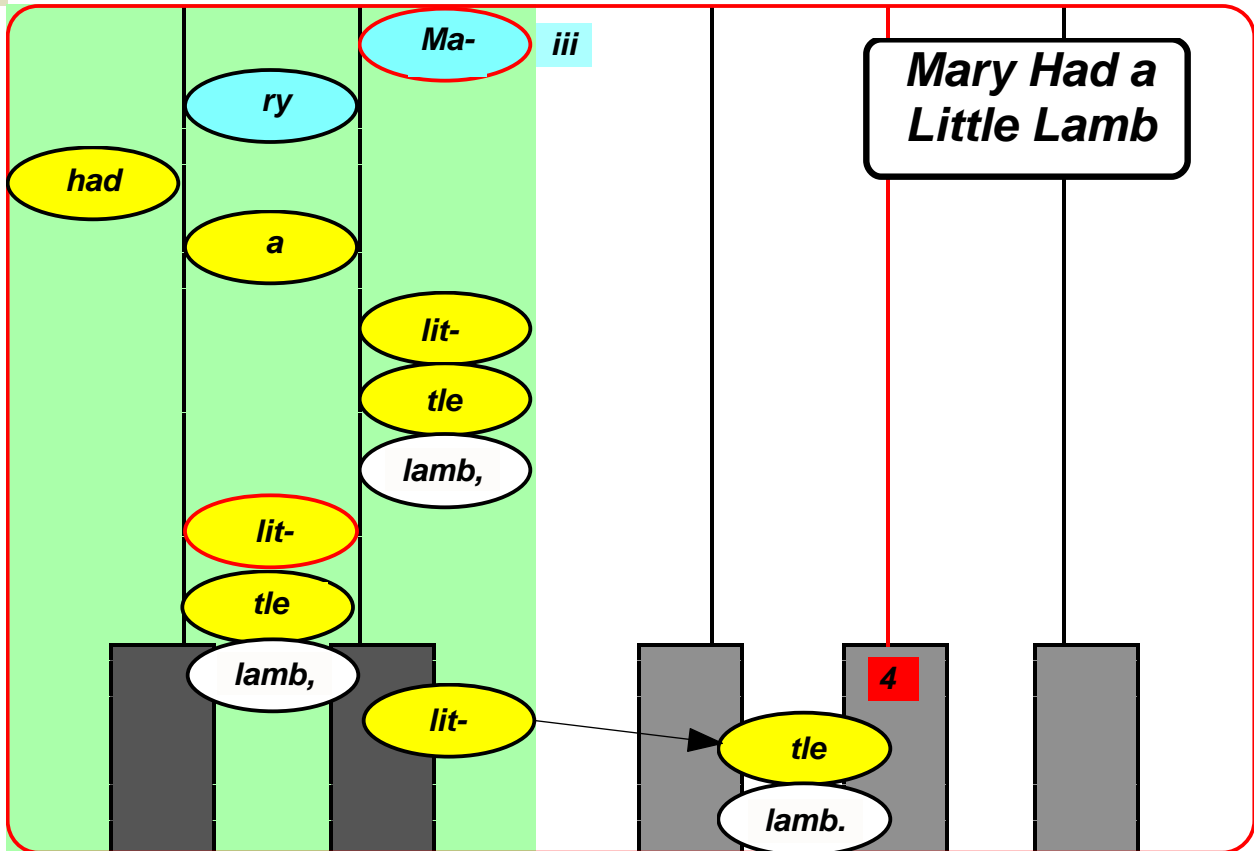 Mary Had a
Little Lamb
Ma-
iii
ry
had
a
lit-
tle
lamb,
lit-
tle
lamb,
4
lit-
tle
lamb.